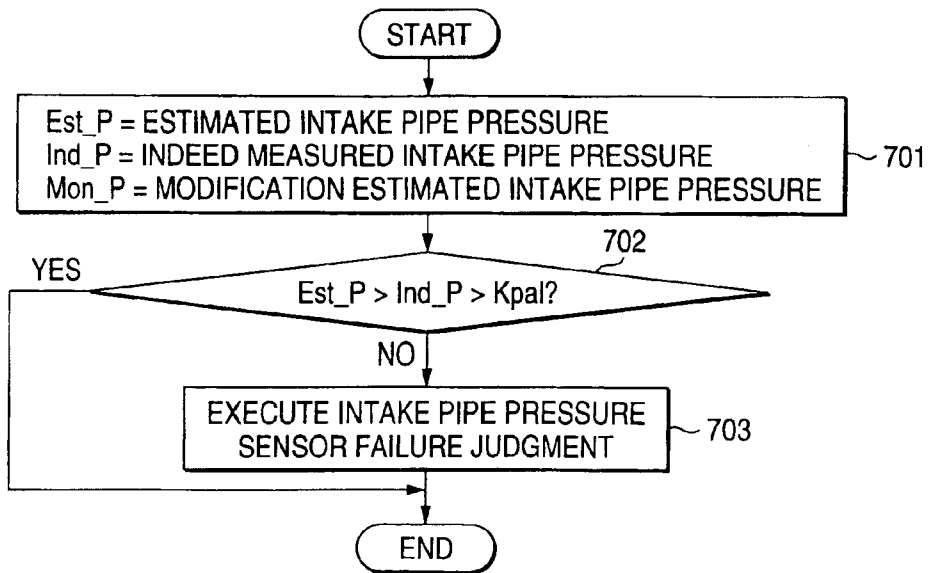 START
Est_P = ESTIMATED INTAKE PIPE PRESSURE
Ind_P = INDEED MEASURED INTAKE PIPE PRESSURE
Mon_P = MODIFICATION ESTIMATED INTAKE PIPE PRESSURE
701
702
YES
Est_P > Ind_P > Kpal?
NO
EXECUTE INTAKE PIPE PRESSURE
SENSOR FAILURE JUDGMENT
703
END